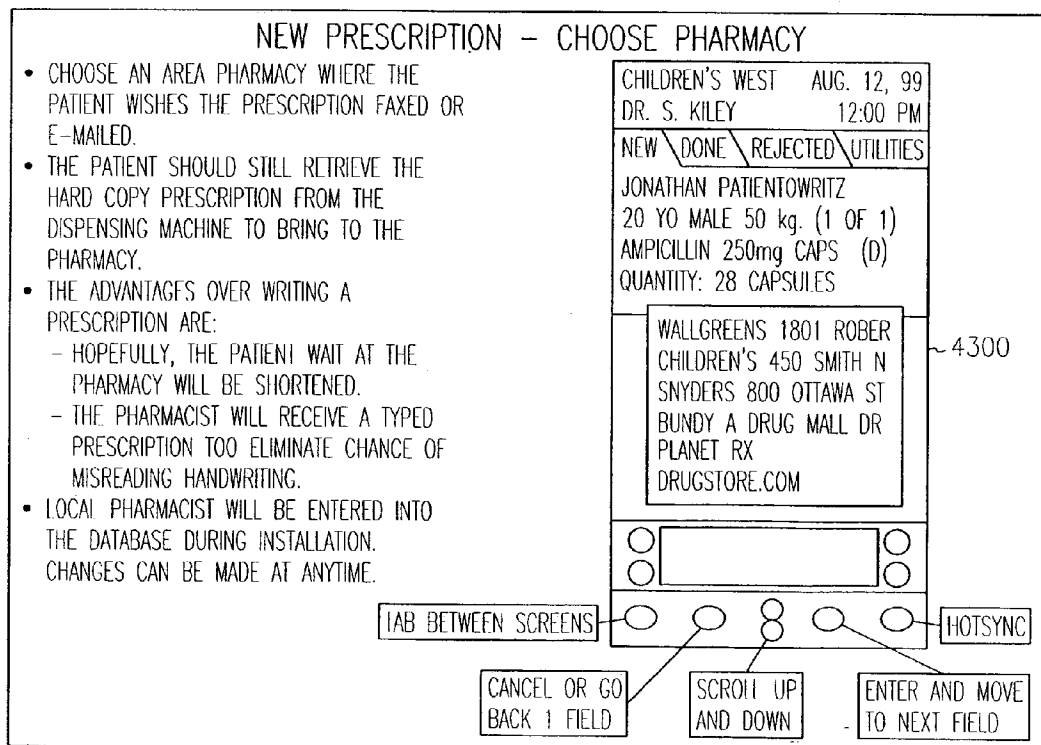 NEW PRESCRIPTION – CHOOSE PHARMACY
• CHOOSE AN AREA PHARMACY WHERE THE
PATIENT WISHES THE PRESCRIPTION FAXED OR
E-MAILED.
• THE PATIENT SHOULD STILL RETRIEVE THE
HARD COPY PRESCRIPTION FROM THE
DISPENSING MACHINE TO BRING TO THE
PHARMACY.
• THE ADVANTAGES OVER WRITING A
PRESCRIPTION ARE:
– HOPEFULLY, THE PATIENT WAIT AT THE
PHARMACY WILL BE SHORTENED.
– THE PHARMACIST WILL RECEIVE A TYPED
PRESCRIPTION TOO ELIMINATE CHANCE OF
MISREADING HANDWRITING.
• LOCAL PHARMACIST WILL BE ENTERED INTO
THE DATABASE DURING INSTALLATION.
CHANGES CAN BE MADE AT ANYTIME.
CHILDREN'S WEST AUG. 12, 99
DR. S. KILEY 12:00 PM
NEW DONE REJECTED UTILITIES
JONATHAN PATIENTOWRITZ
20 YO MALE 50 kg. (1 OF 1)
AMPICILLIN 250mg CAPS (D)
QUANTITY: 28 CAPSULES
WALLGREENS 1801 ROBER
CHILDREN'S 450 SMITH N
SNYDERS 800 OTTAWA ST
BUNDY A DRUG MALL DR
PLANET RX
DRUGSTORE.COM
4300
TAB BETWEEN SCREENS
HOTSYNC
CANCEL OR GO
BACK 1 FIELD
SCROLL UP
AND DOWN
ENTER AND MOVE
TO NEXT FIELD